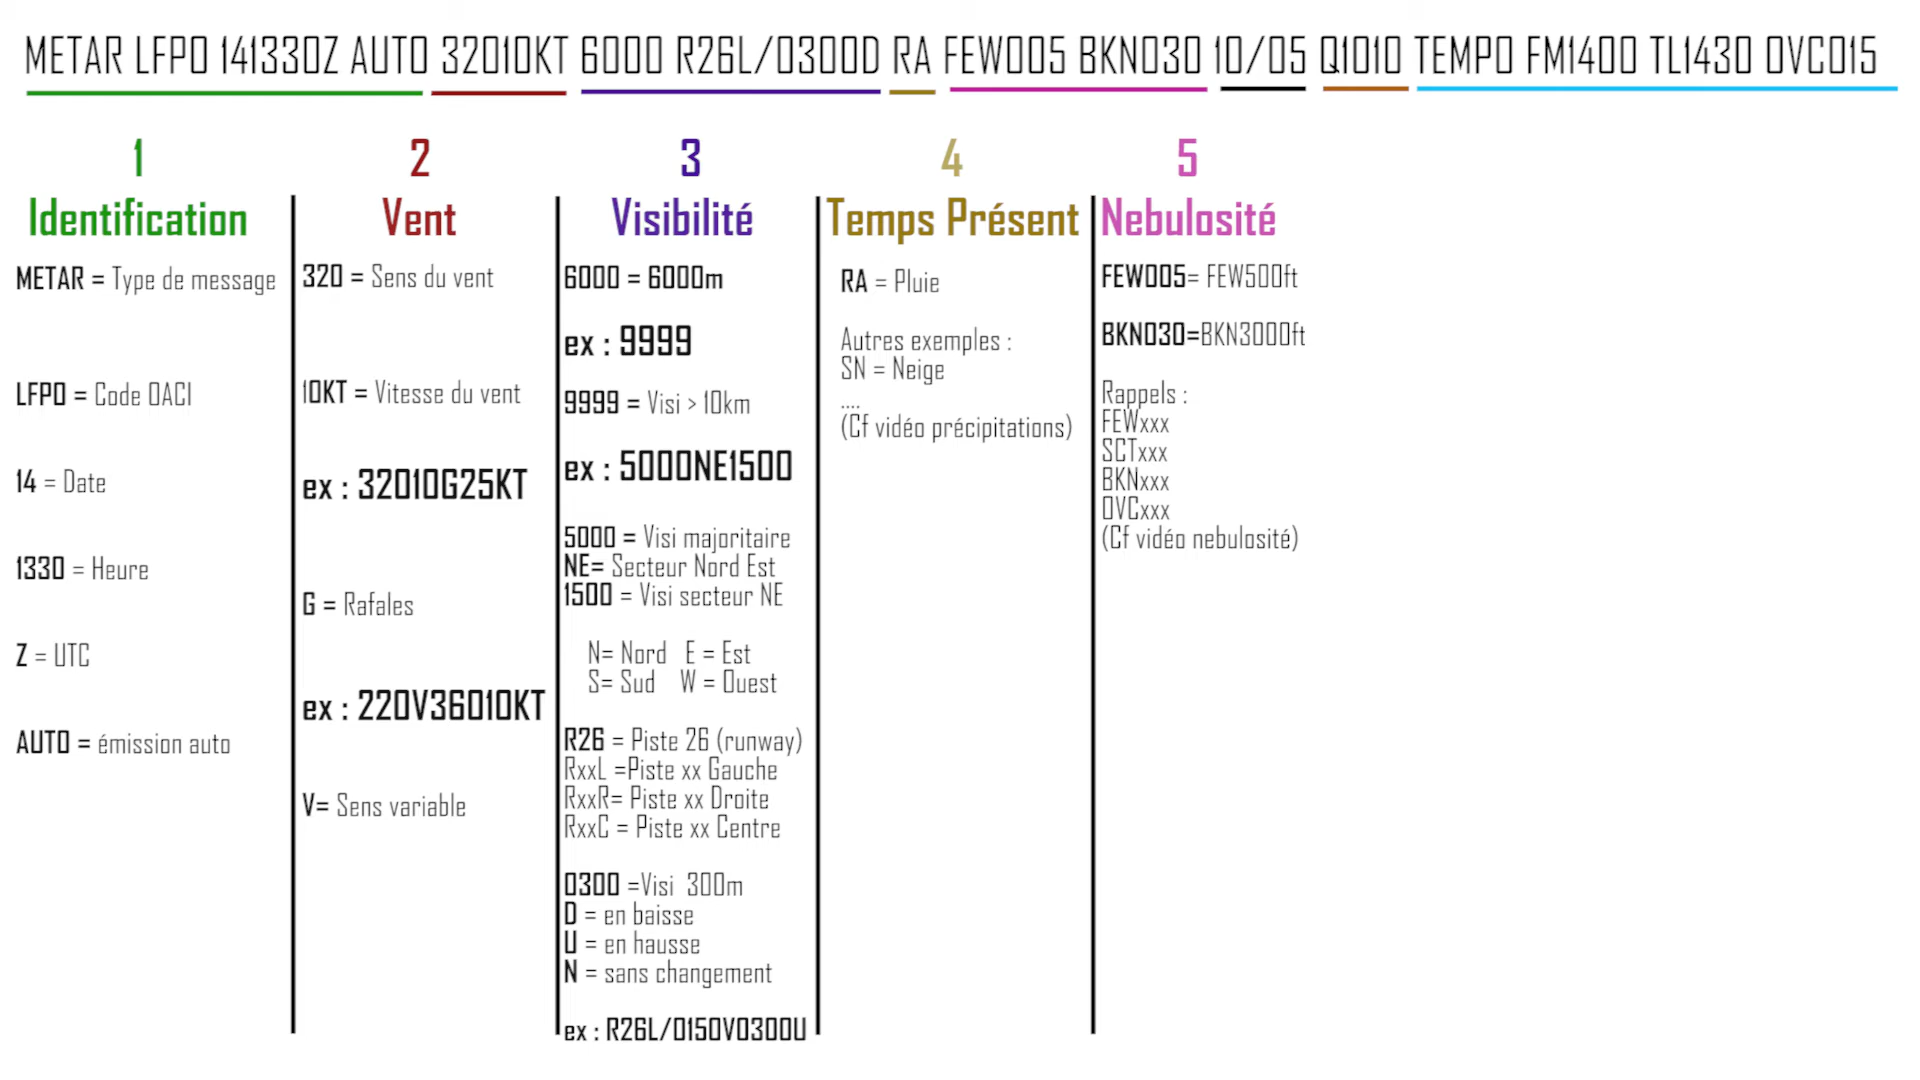 METAR LFPO 141330Z AUTO 32010KT 6000 R26L/0300D RA FEW005 BKN030 10/05 Q1010 TEMPO FM1400 TL1430 OVC015
1
Identification
METAR = Type de message
LFPO = Code OACI
14 = Date
1330 = Heure
Z = UTC
AUTO = émission auto
2
Vent
320 = Sens du vent
10KT = Vitesse du vent
ex : 32010G25KT
G = Rafales
ex : 220V36010KT
V= Sens variable
3
Visibilité
6000 = 6000m
ex : 9999
9999 = Visi > 10km
ex : 5000NE1500
5000 = Visi majoritaire
NE= Secteur Nord Est
1500 = Visi secteur NE
N= Nord E = Est
S= Sud W = Ouest
R26 = Piste 26 (runway)
RxxL =Piste xx Gauche
RxxR= Piste xx Droite
RxxC = Piste xx Centre
0300 =Visi 300m
D = en baisse
U = en hausse
N = sans changement
ex : R26L/0150V0300U
4
Temps Présent
RA = Pluie
Autres exemples :
SN = Neige
....
(Cf vidéo précipitations)
5
Nebulosité
FEW005= FEW500ft
BKN030=BKN3000ft
Rappels :
FEWxxx
SCTxxx
BKNxxx
OVCxxx
(Cf vidéo nebulosité)